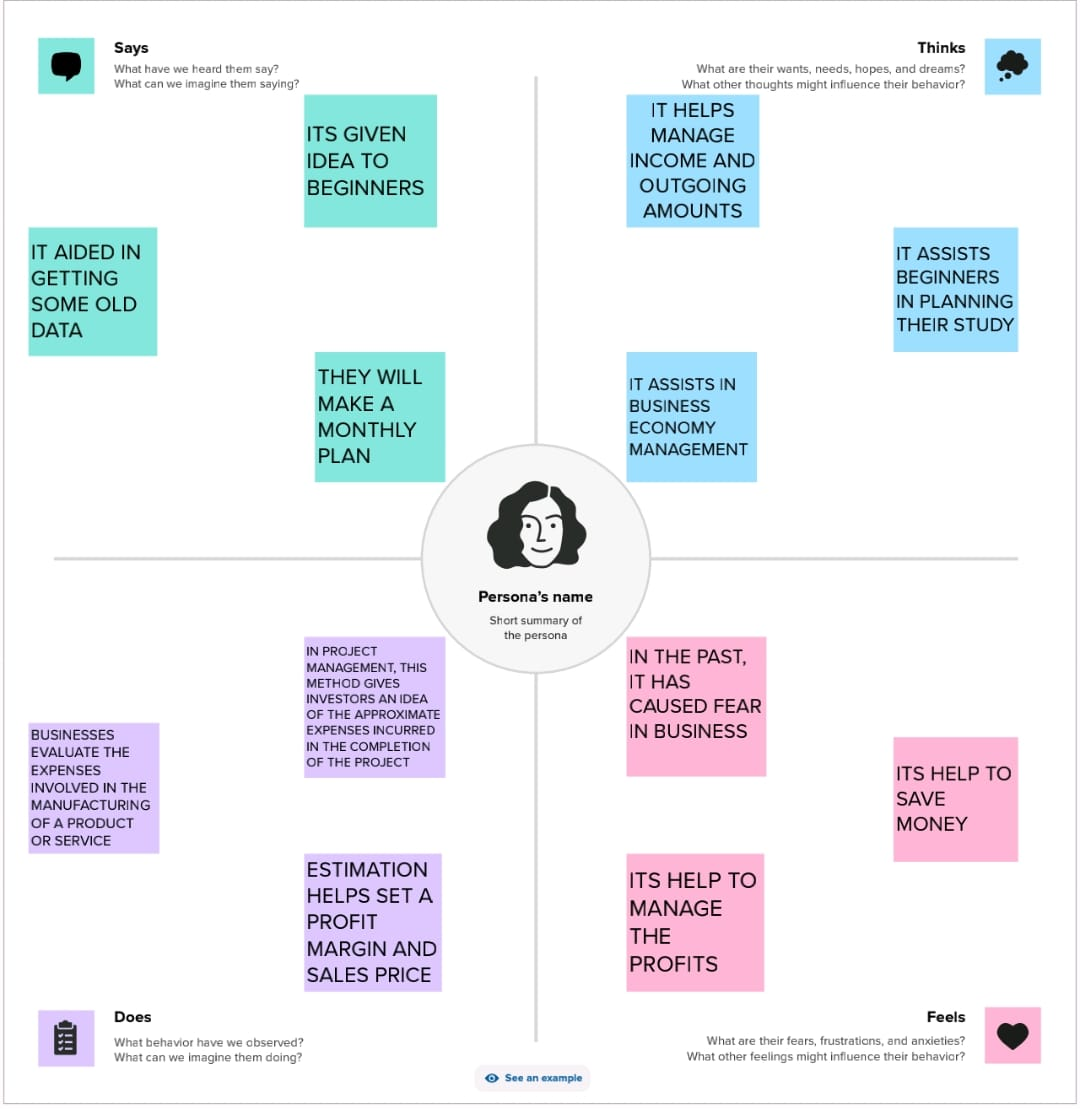 Says
What have we heard them say?
What can we imagine them saying?
Thinks
What are their wants, needs, hopes, and dreams?
What other thoughts might influence their behavior?
ITS GIVEN
IDEA TO
BEGINNERS
IT HELPS
MANAGE
INCOME AND
OUTGOING
AMOUNTS
IT AIDED IN
GETTING
SOME OLD
DATA
IT ASSISTS
BEGINNERS
IN PLANNING
THEIR STUDY
THEY WILL
MAKE A
MONTHLY
PLAN
IT ASSISTS IN
BUSINESS
ECONOMY
MANAGEMENT
Persona's name
Short summary of
the persona
IN PROJECT
MANAGEMENT, THIS
METHOD GIVES
INVESTORS AN IDEA
OF THE APPROXIMATE
EXPENSES INCURRED
IN THE COMPLETION
OF THE PROJECT
IN THE PAST,
IT HAS
CAUSED FEAR
IN BUSINESS
BUSINESSES
EVALUATE THE
EXPENSES
INVOLVED IN THE
MANUFACTURING
OF A PRODUCT
OR SERVICE
ITS HELP TO
SAVE
MONEY
ESTIMATION
HELPS SET A
PROFIT
MARGIN AND
SALES PRICE
ITS HELP TO
MANAGE
THE
PROFITS
Does
What behavior have we observed?
What can we imagine them doing?
Feels
What are their fears, frustrations, and anxieties?
What other feelings might influence their behavior?
See an example